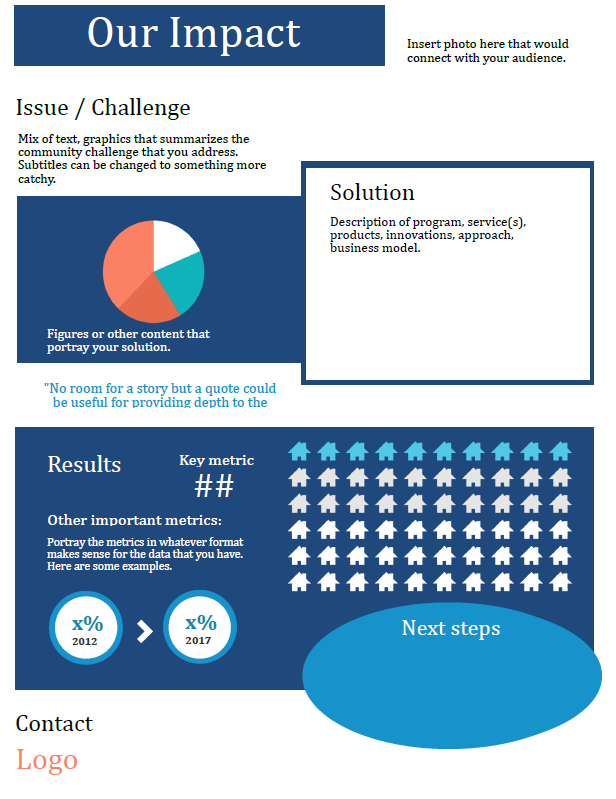 Our Impact
Insert photo here that would
connect with your audience.
Issue / Challenge
Mix of text, graphics that summarizes the
community challenge that you address.
Subtitles can be changed to something more
catchy.
Solution
Description of program, service(s),
products, innovations, approach,
business model.
Figures or other content that
portray your solution.
"No room for a story but a quote could
be useful for providing depth to the
Results
Key metric
##
Other important metrics:
Portray the metrics in whatever format
makes sense for the data that you have.
Here are some examples.
x%
2012
x%
2017
Next steps
Contact
Logo